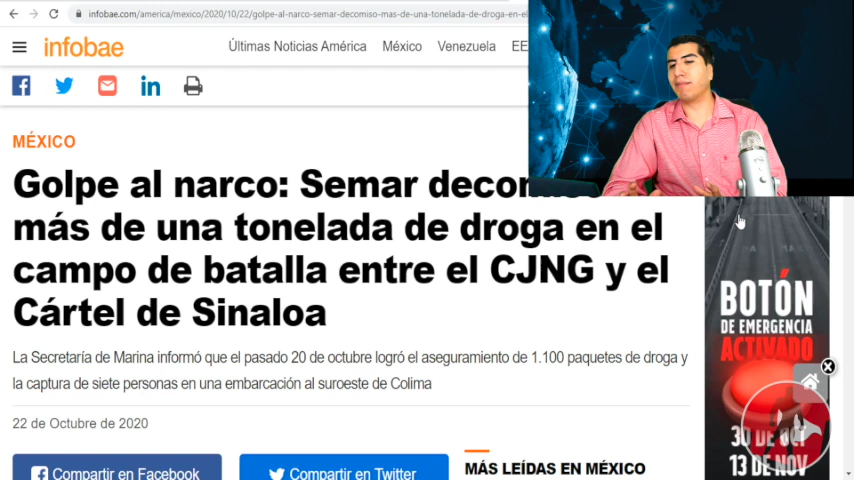 infobae.com/america/mexico/2020/10/22/golpe-al-narco-semar-decomiso-mas-de-una-tonelada-de-droga-en-el
infobae
Últimas Noticias América México Venezuela EE
MÉXICO
Golpe al narco: Semar
más de una tonelada de droga en el
campo de batalla entre el CJNG y el
Cártel de Sinaloa
La Secretaría de Marina informó que el pasado 20 de octubre logró el aseguramiento de 1.100 paquetes de droga y
la captura de siete personas en una embarcación al suroeste de Colima
22 de Octubre de 2020
Compartir en Facebook
Compartir en Twitter
MÁS LEÍDAS EN MÉXICO
BOTÓN
DE EMERGENCIA
ACTIVADO
30 DE OCT
13 DE NOV